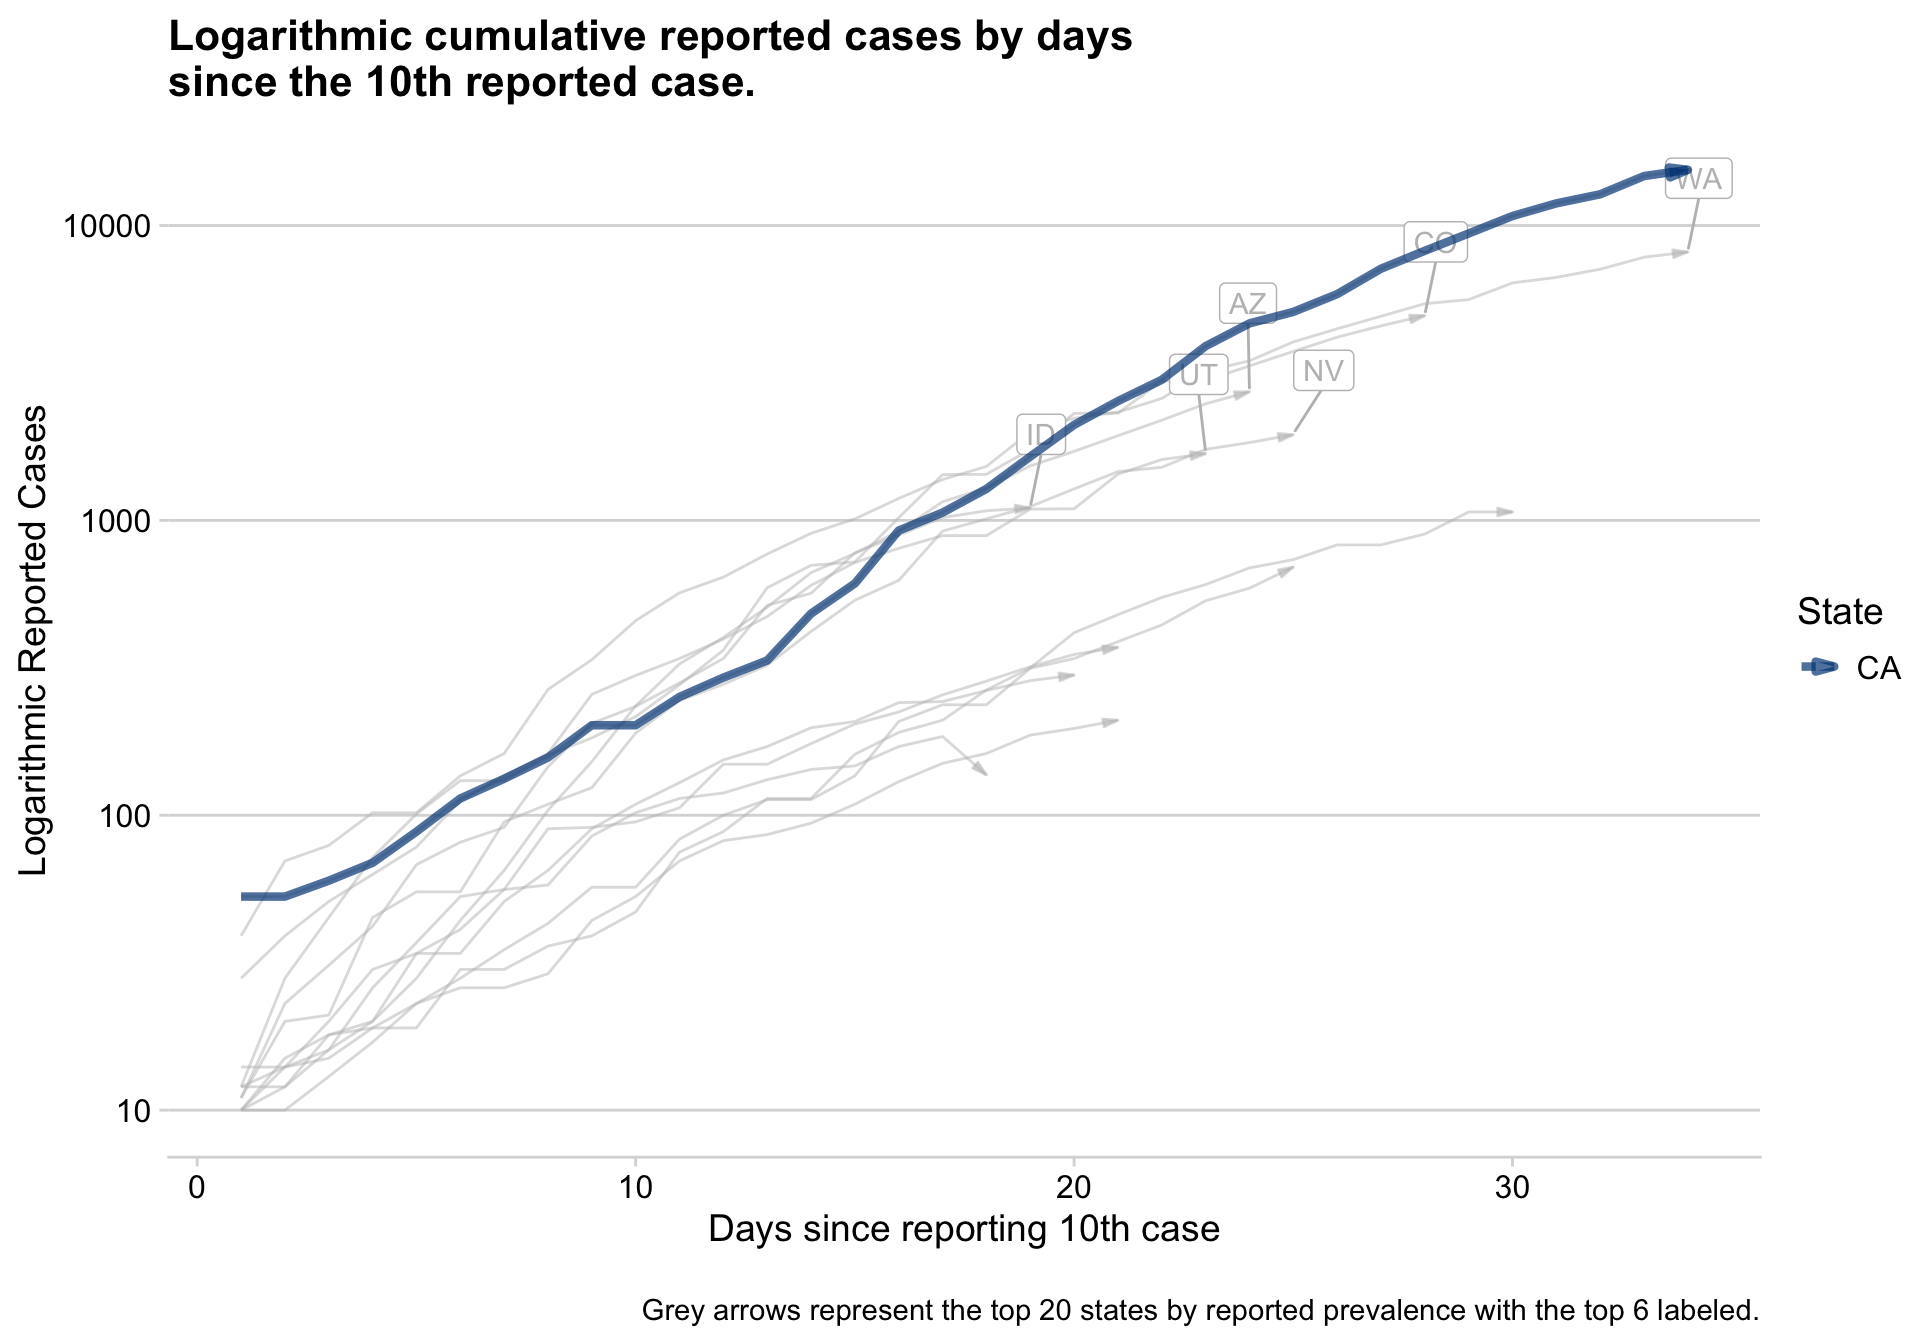 Logarithmic cumulative reported cases by days
since the 10th reported case.
WA
10000
CO
AZ
UT
NV
ID
1000
Logarithmic Reported Cases
State
CA
100
10
0 10 20 30
Days since reporting 10th case
Grey arrows represent the top 20 states by reported prevalence with the top 6 labeled.